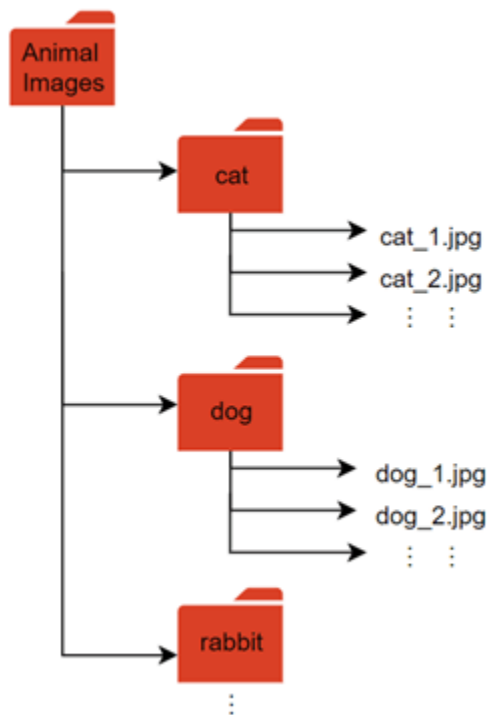 Animal
Images
cat
cat_1.jpg
cat_2.jpg
⋮ ⋮
dog
dog_1.jpg
dog_2.jpg
⋮ ⋮
rabbit
⋮